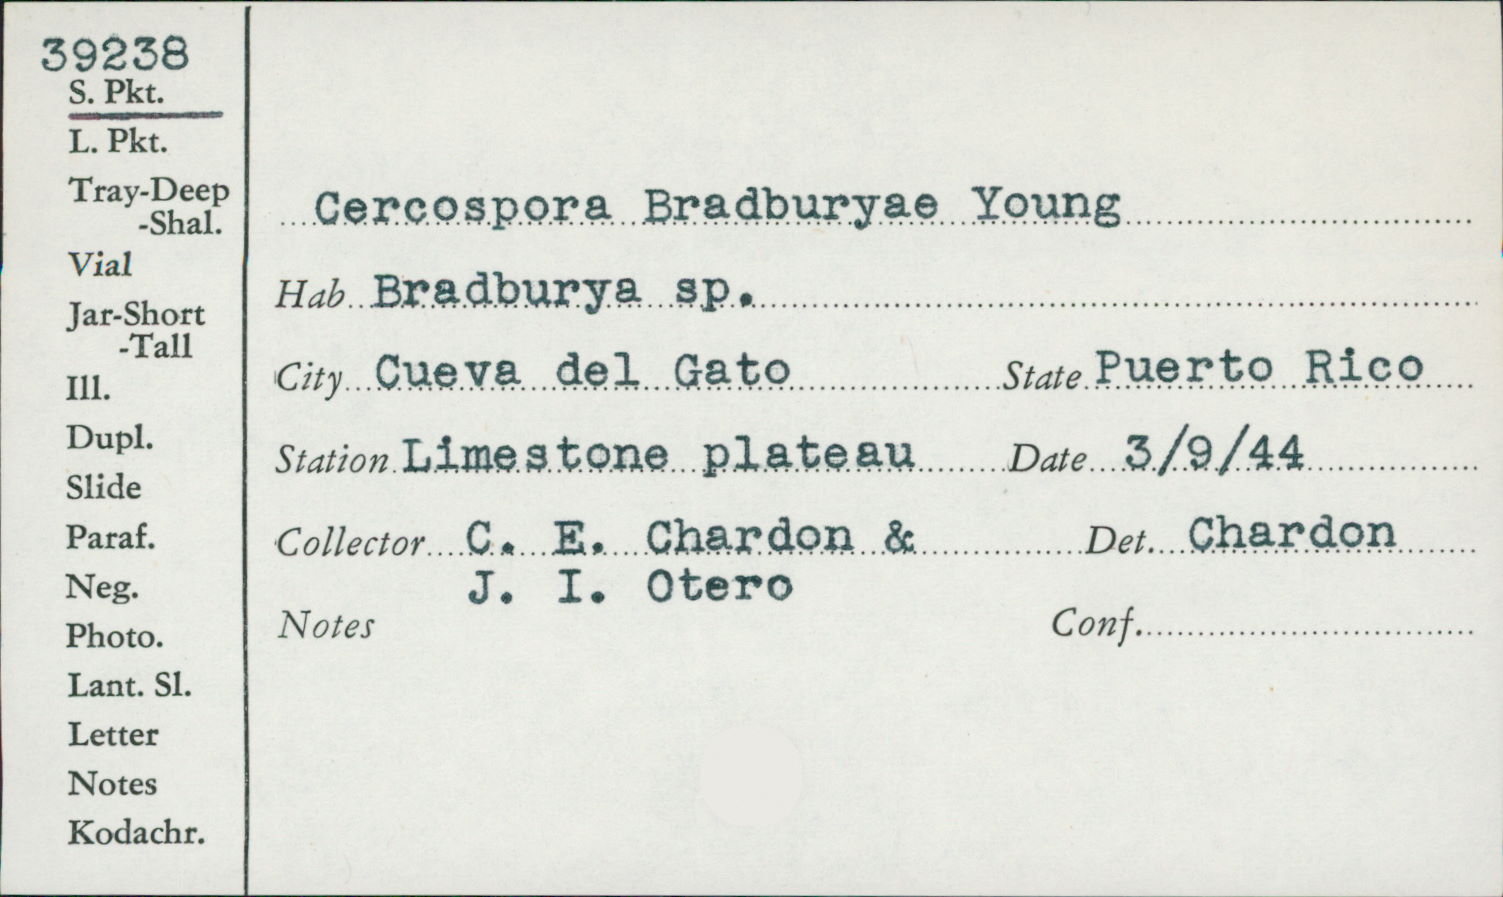 39238
S. Pkt.
L. Pkt.
Tray-Deep
-Shal.
Vial
Jar-Short
-Tall
Ill.
Dupl.
Slide
Paraf.
Neg.
Photo.
Lant. Sl.
Letter
Notes
Kodachr.
Cercospora Bradburyae Young
Hab Bradburya sp.
City Cueva del Gato State Puerto Rico
Station Limestone plateau Date 3/9/44
Collector C. E. Chardon & Det. Chardon
J. I. Otero
Notes Conf.